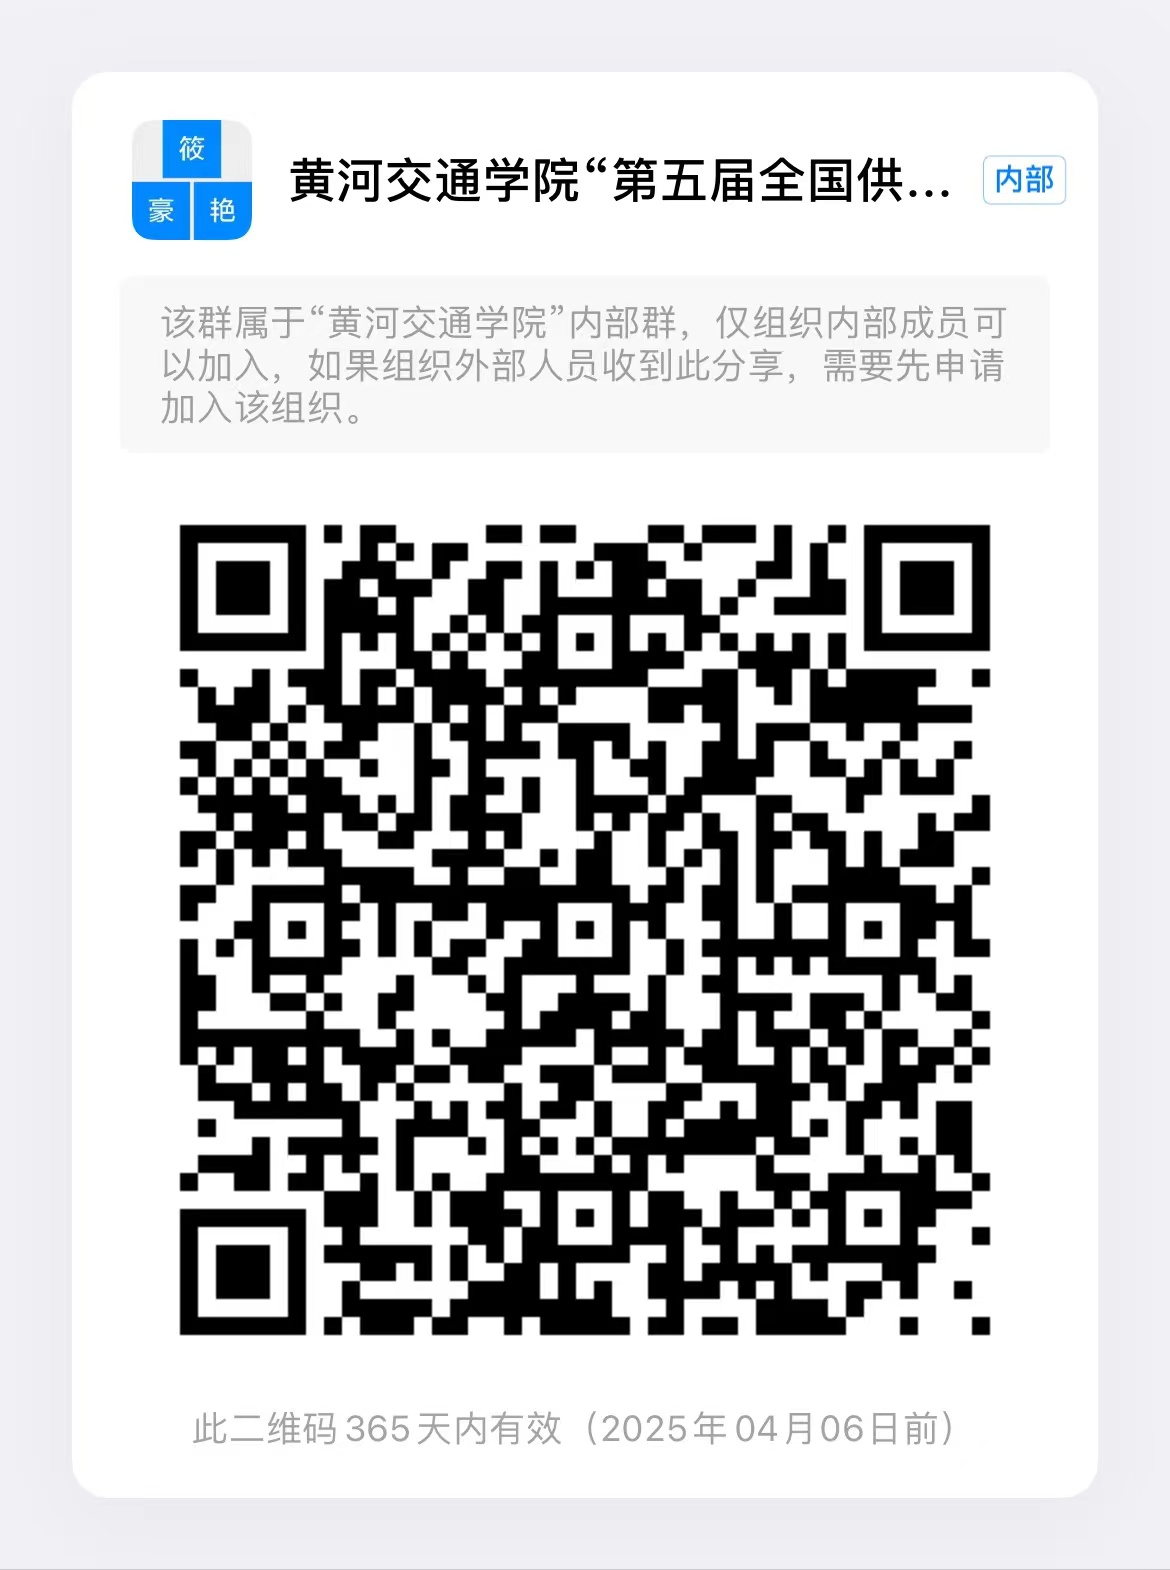 筱
豪 艳
黄河交通学院“第五届全国供... 内部
该群属于“黄河交通学院”内部群，仅组织内部成员可
以加入，如果组织外部人员收到此分享，需要先申请
加入该组织。
此二维码365天内有效（2025年04月06日前）